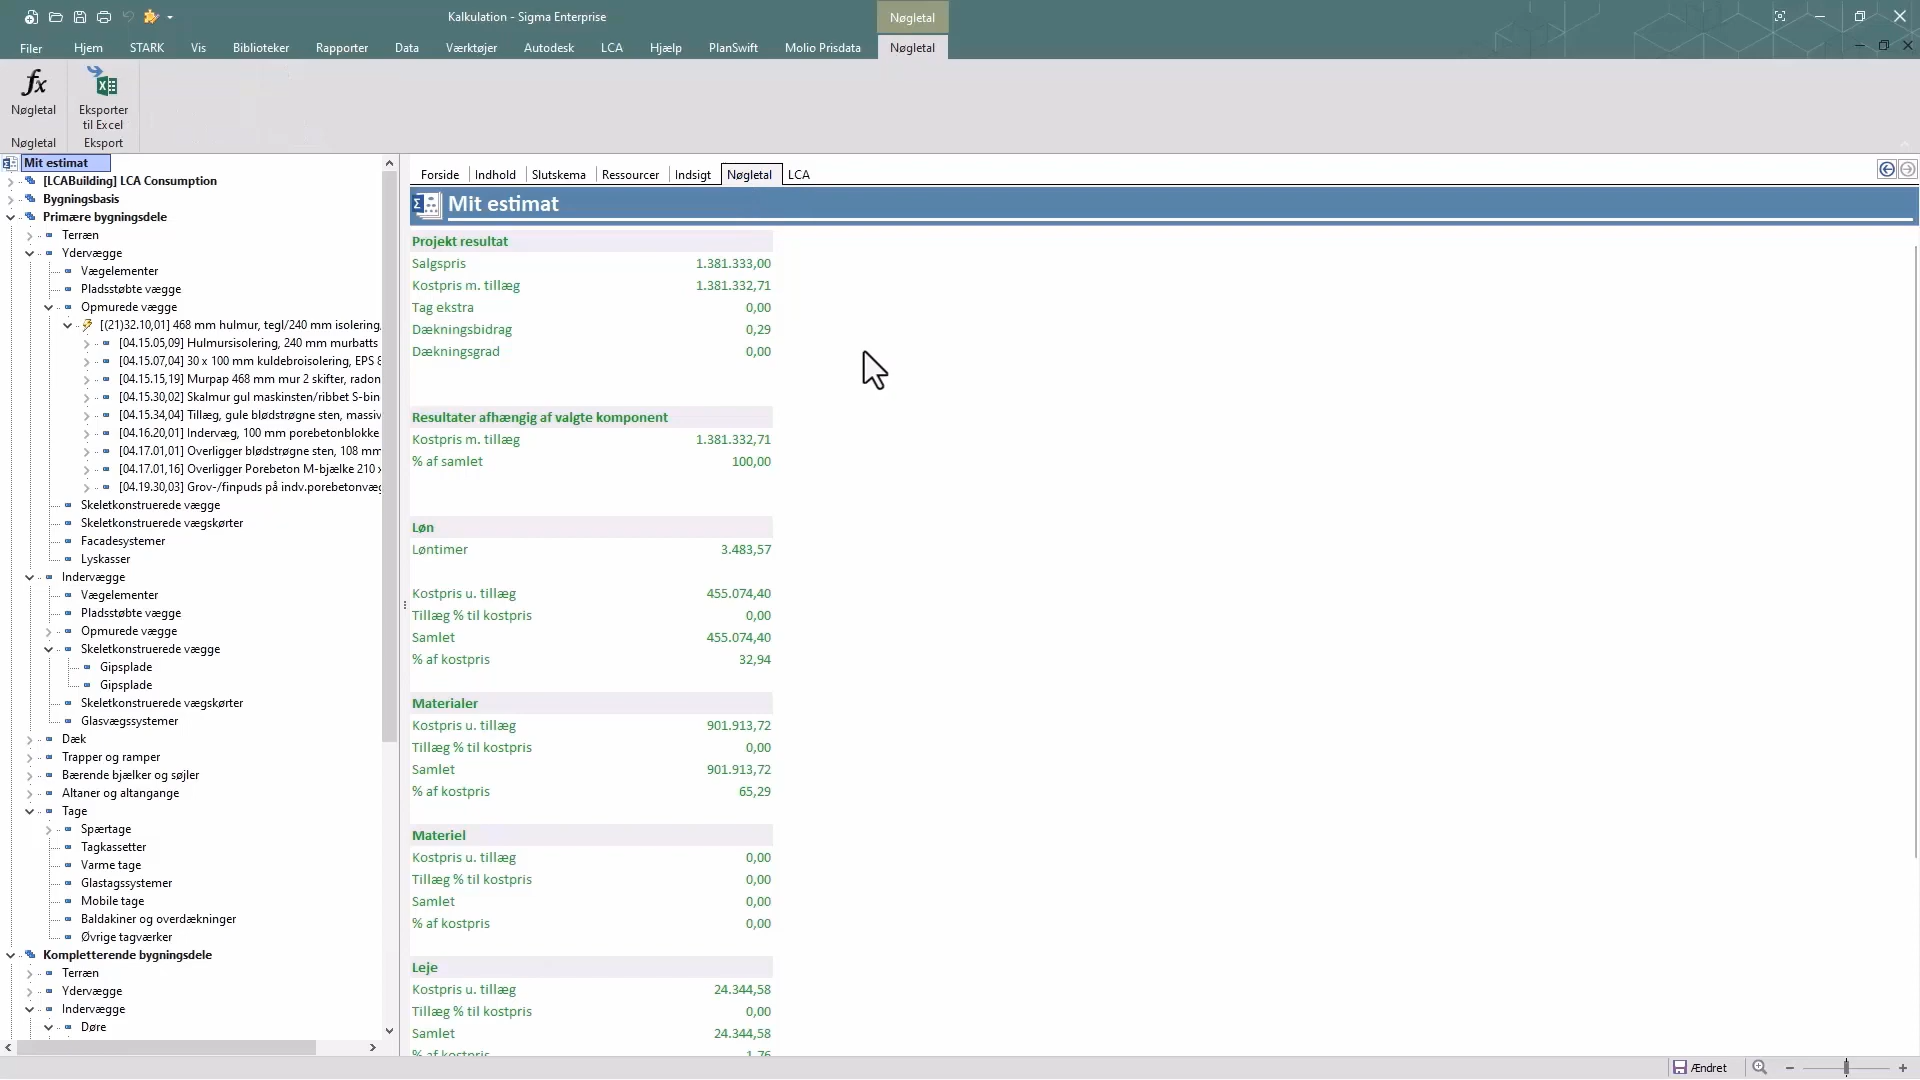 Kalkulation - Sigma Enterprise
Nøgletal
Filer Hjem STARK Vis Biblioteker Rapporter Data Værktøjer Autodesk LCA Hjælp PlanSwift Molio Prisdata Nøgletal
fx
Nøgletal
Nøgletal
Eksporter
til Excel
Eksport
Mit estimat
[LCABuilding] LCA Consumption
Bygningsbasis
Primære bygningsdele
Terræn
Ydervægge
Vægelementer
Pladsstøbte vægge
Opmurede vægge
[(21)32.10,01] 468 mm hulmur, tegl/240 mm isolering,
[04.15.05,09] Hulmursisolering, 240 mm murbatts
[04.15.07,04] 30 x 100 mm kuldebroisolering, EPS 8
[04.15.15,19] Murpap 468 mm mur 2 skifter, radon
[04.15.30,02] Skalmur gul maskinsten/ribbet S-bin
[04.15.34,04] Tillæg, gule blødstrøgne sten, massiv
[04.16.20,01] Indervæg, 100 mm porebetonblokke
[04.17.01,01] Overligger blødstrøgne sten, 108 mm
[04.17.01,16] Overligger Porebeton M-bjælke 210 x
[04.19.30,03] Grov-/finpuds på indv.porebetonvæg
Skeletkonstruerede vægge
Skeletkonstruerede vægskørter
Facadesystemer
Lyskasser
Indervægge
Vægelementer
Pladsstøbte vægge
Opmurede vægge
Skeletkonstruerede vægge
Gipsplade
Gipsplade
Skeletkonstruerede vægskørter
Glasvægssystemer
Dæk
Trapper og ramper
Bærende bjælker og søjler
Altaner og altangange
Tage
Spærtage
Tagkassetter
Varme tage
Glastagssystemer
Mobile tage
Baldakiner og overdækninger
Øvrige tagværker
Kompletterende bygningsdele
Terræn
Ydervægge
Indervægge
Døre
Forside Indhold Slutskema Ressourcer Indsigt Nøgletal LCA
Mit estimat
Projekt resultat
Salgspris 1.381.333,00
Kostpris m. tillæg 1.381.332,71
Tag ekstra 0,00
Dækningsbidrag 0,29
Dækningsgrad 0,00
Resultater afhængig af valgte komponent
Kostpris m. tillæg 1.381.332,71
% af samlet 100,00
Løn
Løntimer 3.483,57
Kostpris u. tillæg 455.074,40
Tillæg % til kostpris 0,00
Samlet 455.074,40
% af kostpris 32,94
Materialer
Kostpris u. tillæg 901.913,72
Tillæg % til kostpris 0,00
Samlet 901.913,72
% af kostpris 65,29
Materiel
Kostpris u. tillæg 0,00
Tillæg % til kostpris 0,00
Samlet 0,00
% af kostpris 0,00
Leje
Kostpris u. tillæg 24.344,58
Tillæg % til kostpris 0,00
Samlet 24.344,58
% af kostpris 1,76
Ændret